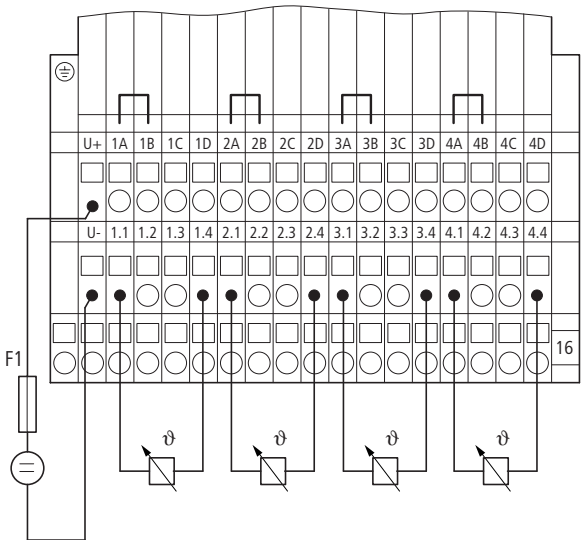 U+ 1A 1B 1C 1D 2A 2B 2C 2D 3A 3B 3C 3D 4A 4B 4C 4D
U- 1.1 1.2 1.3 1.4 2.1 2.2 2.3 2.4 3.1 3.2 3.3 3.4 4.1 4.2 4.3 4.4
16
F1
ϑ ϑ ϑ ϑ